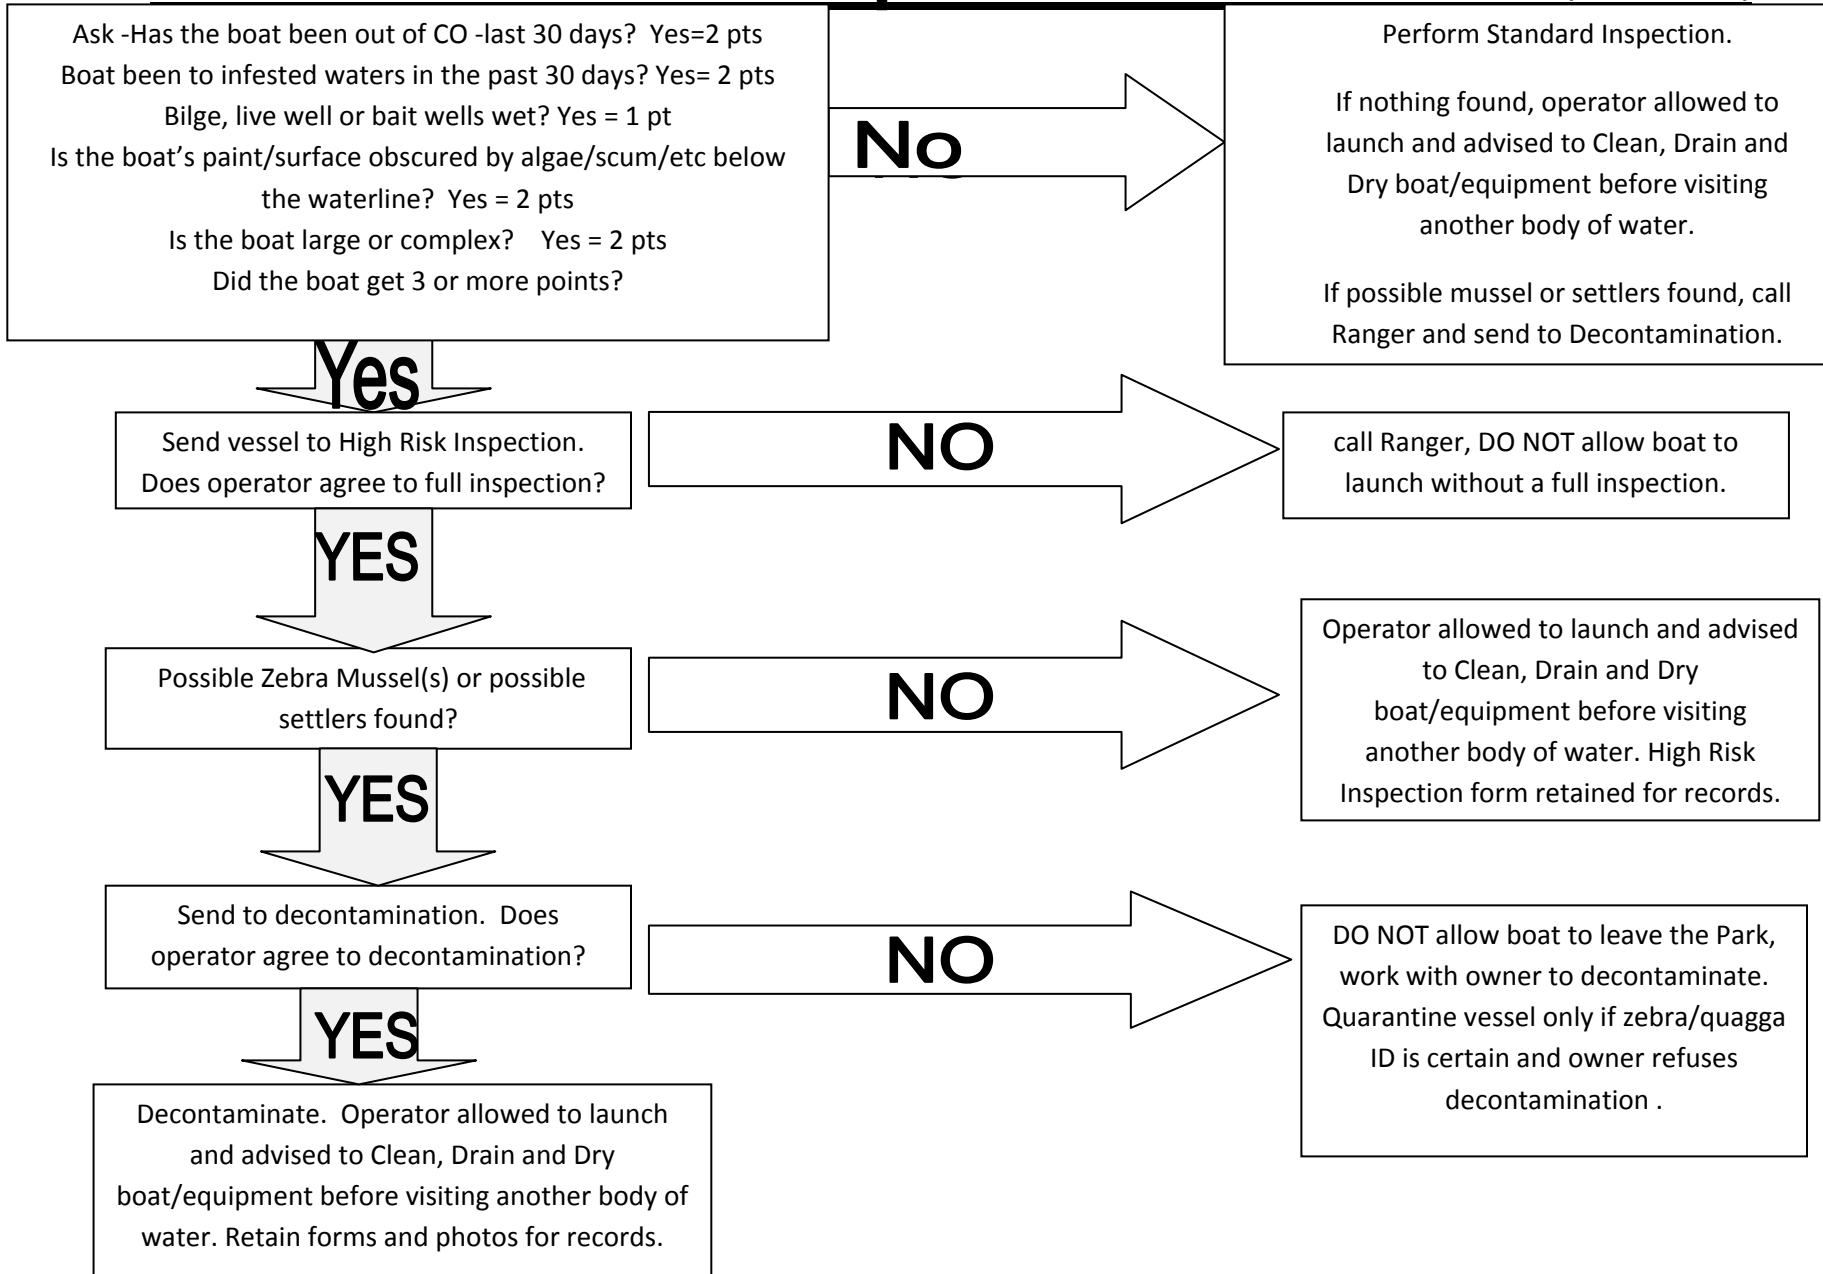 Ask -Has the boat been out of CO -last 30 days?  Yes=2 pts
Boat been to infested waters in the past 30 days? Yes= 2 pts
Bilge, live well or bait wells wet? Yes = 1 pt
Is the boat’s paint/surface obscured by algae/scum/etc below
the waterline?  Yes = 2 pts
Is the boat large or complex?    Yes = 2 pts
Did the boat get 3 or more points?
No
Perform Standard Inspection.
If nothing found, operator allowed to
launch and advised to Clean, Drain and
Dry boat/equipment before visiting
another body of water.
If possible mussel or settlers found, call
Ranger and send to Decontamination.
Yes
Send vessel to High Risk Inspection.
Does operator agree to full inspection?
NO
call Ranger, DO NOT allow boat to
launch without a full inspection.
YES
Possible Zebra Mussel(s) or possible
settlers found?
NO
Operator allowed to launch and advised
to Clean, Drain and Dry
boat/equipment before visiting
another body of water. High Risk
Inspection form retained for records.
YES
Send to decontamination.  Does
operator agree to decontamination?
NO
DO NOT allow boat to leave the Park,
work with owner to decontaminate.
Quarantine vessel only if zebra/quagga
ID is certain and owner refuses
decontamination .
YES
Decontaminate.  Operator allowed to launch
and advised to Clean, Drain and Dry
boat/equipment before visiting another body of
water. Retain forms and photos for records.